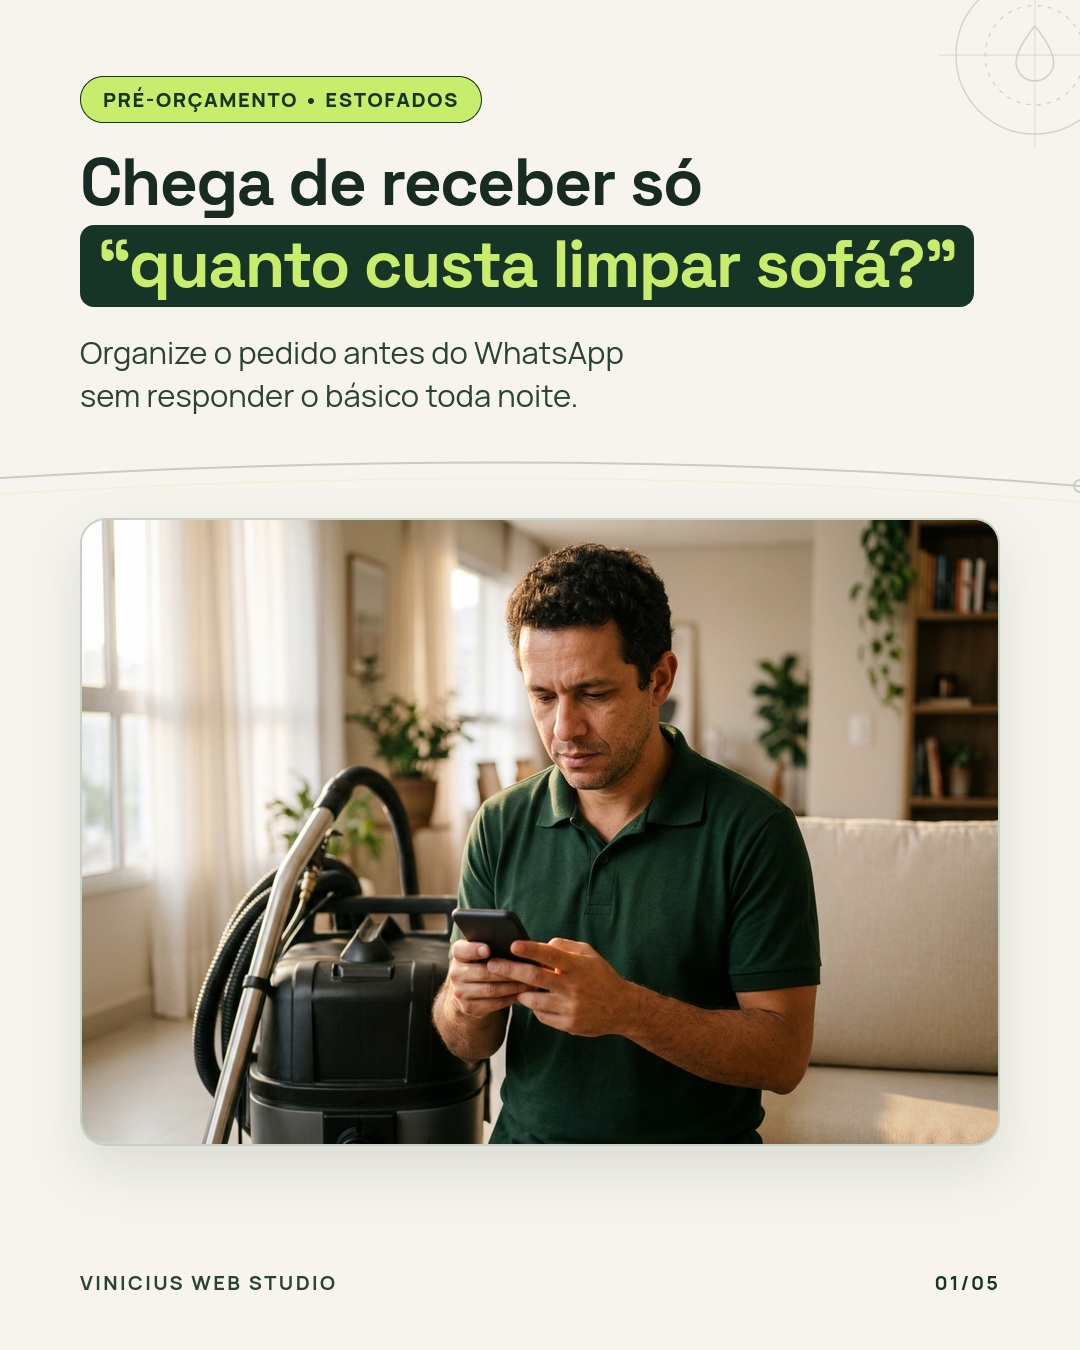 PRÉ-ORÇAMENTO • ESTOFADOS
Chega de receber só
“quanto custa limpar sofá?”
Organize o pedido antes do WhatsApp
sem responder o básico toda noite.
VINICIUS WEB STUDIO
01/05